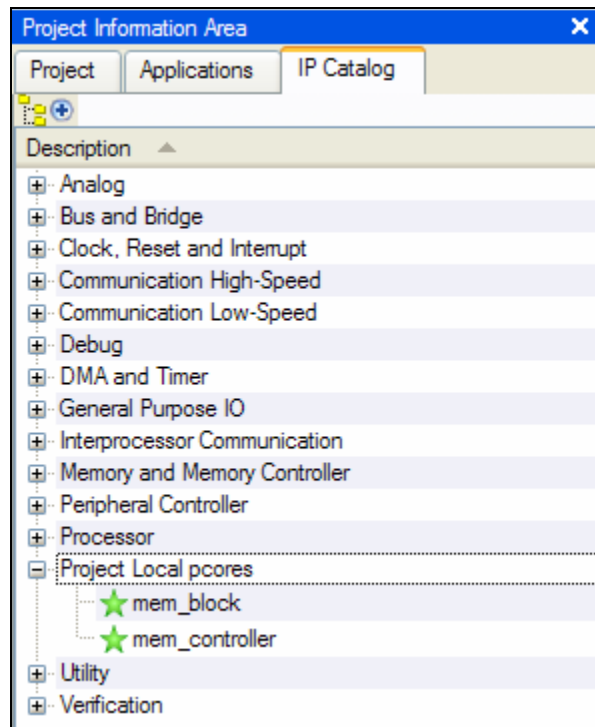 Project Information Area
Project Applications IP Catalog
Description
Analog
Bus and Bridge
Clock, Reset and Interrupt
Communication High-Speed
Communication Low-Speed
Debug
DMA and Timer
General Purpose IO
Interprocessor Communication
Memory and Memory Controller
Peripheral Controller
Processor
Project Local pcores
mem_block
mem_controller
Utility
Verification